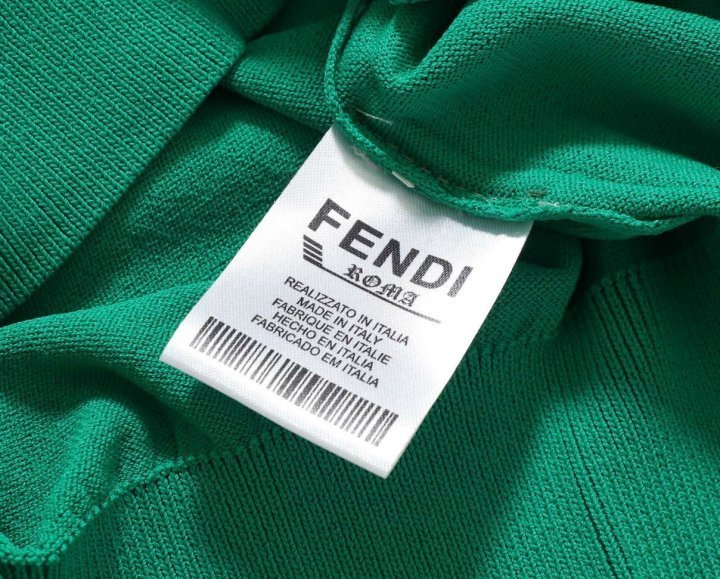 FENDI
ROMA
REALIZZATO IN ITALIA
MADE IN ITALY
FABRIQUE EN ITALIE
HECHO EN ITALIA
FABRICADO EM ITALIA